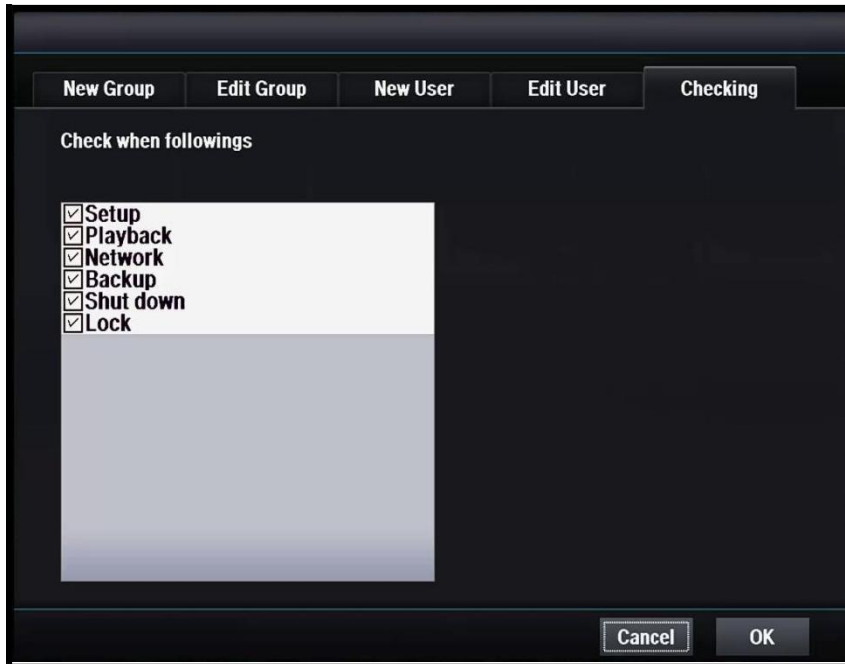 New Group Edit Group New User Edit User Checking
Check when followings
Setup
Playback
Network
Backup
Shut down
Lock
Cancel OK